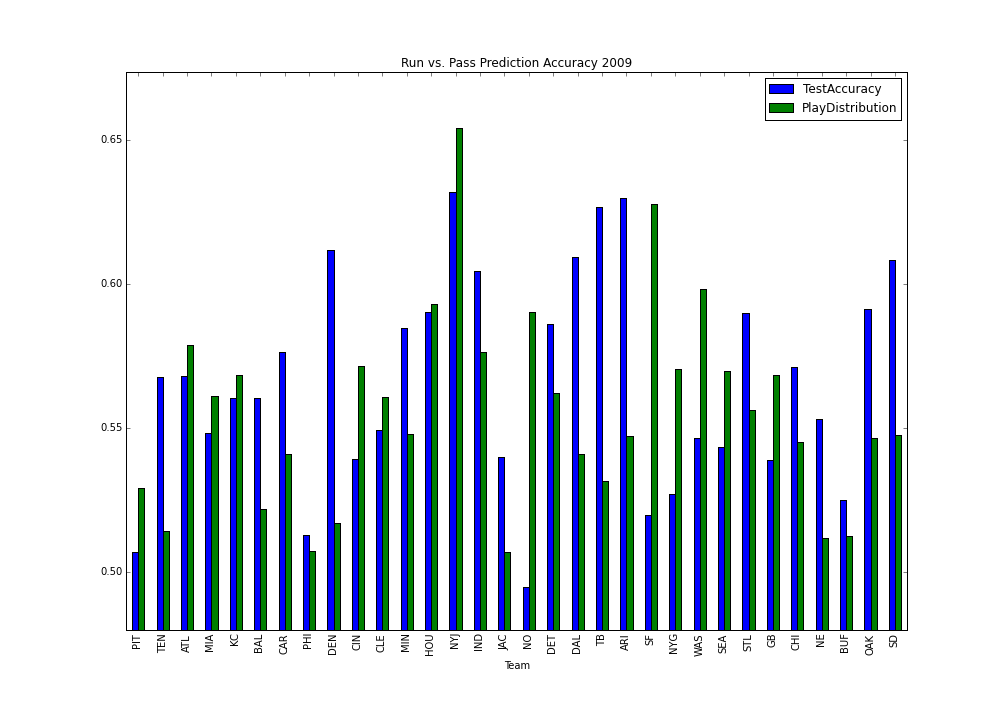 Run vs. Pass Prediction Accuracy 2009
TestAccuracy
PlayDistribution
0.65
0.60
0.55
0.50
PIT
TEN
ATL
MIA
KC
BAL
CAR
PHI
DEN
CIN
CLE
MIN
HOU
NYJ
IND
JAC
NO
DET
DAL
TB
ARI
SF
NYG
WAS
SEA
STL
GB
CHI
NE
BUF
OAK
SD
Team